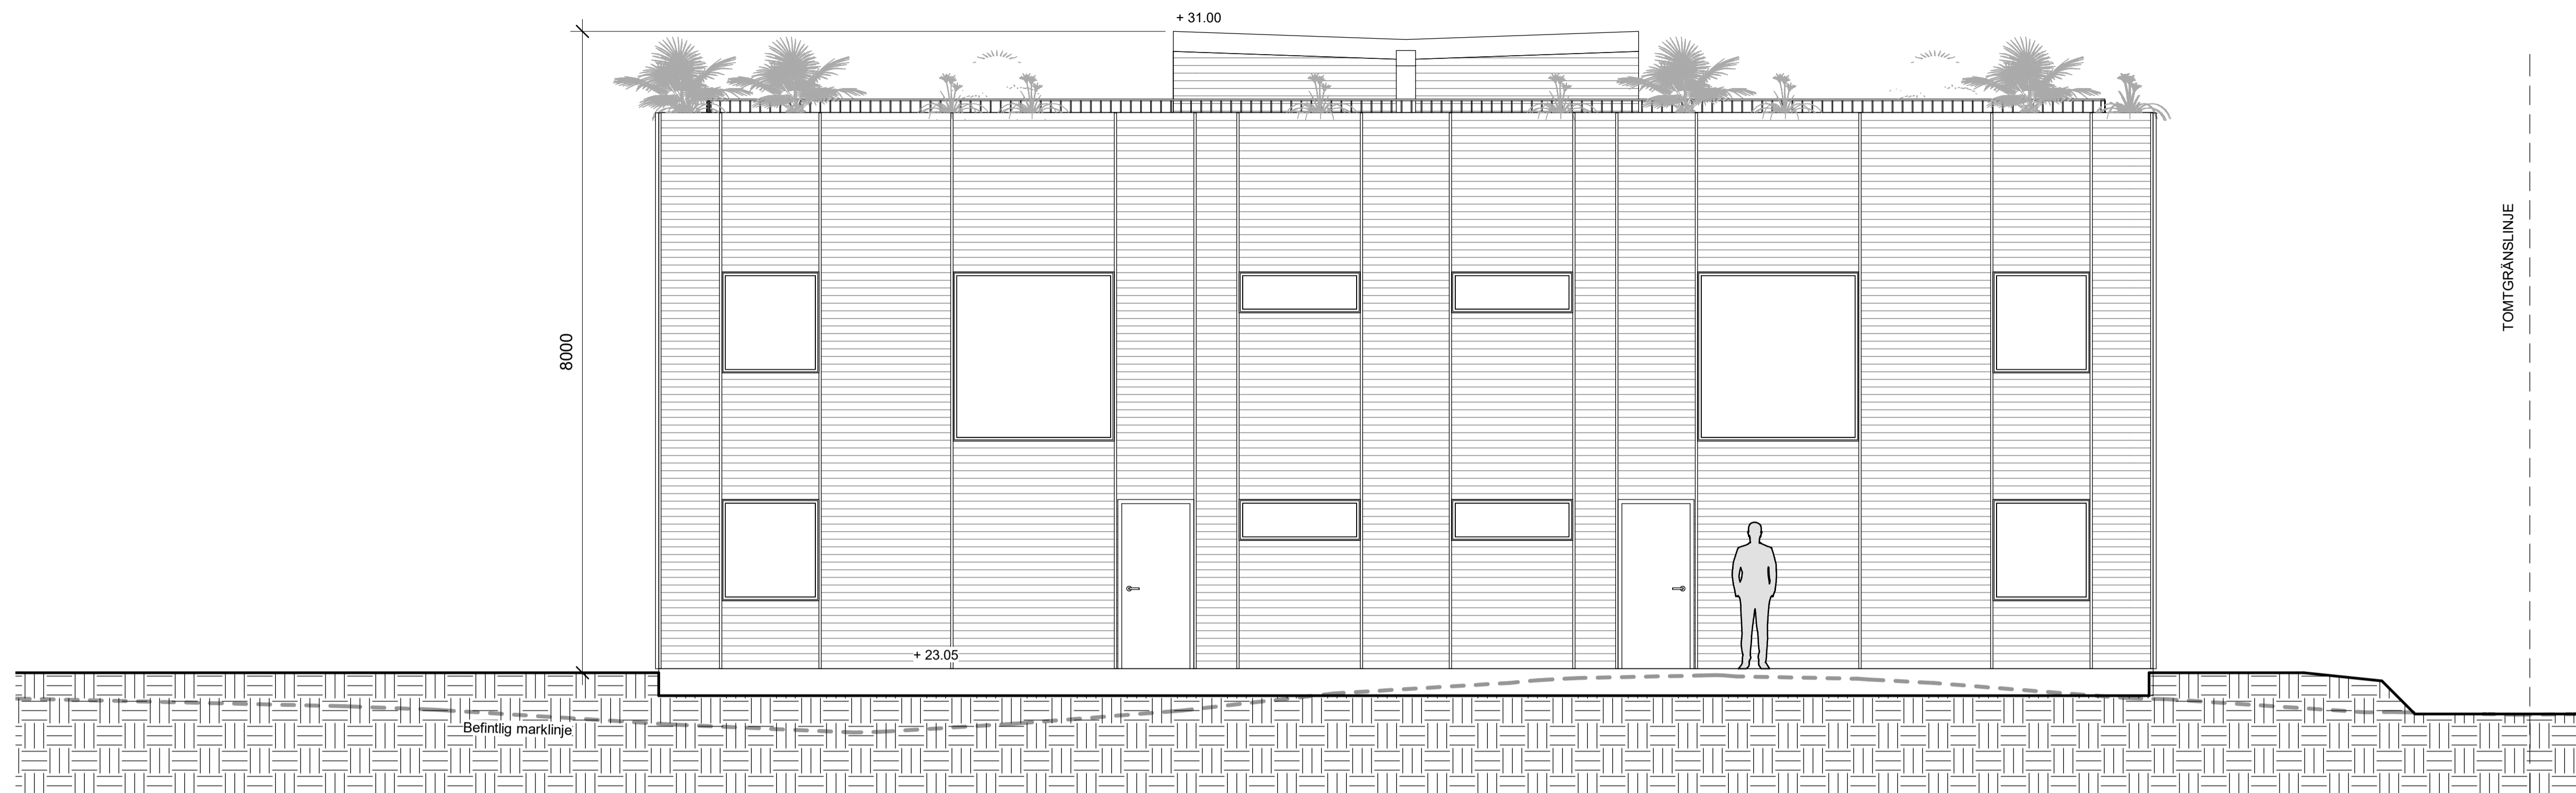 + 31.00
TOMTGRÄNSLINJE
8000
+ 23.05
Befintlig marklinje